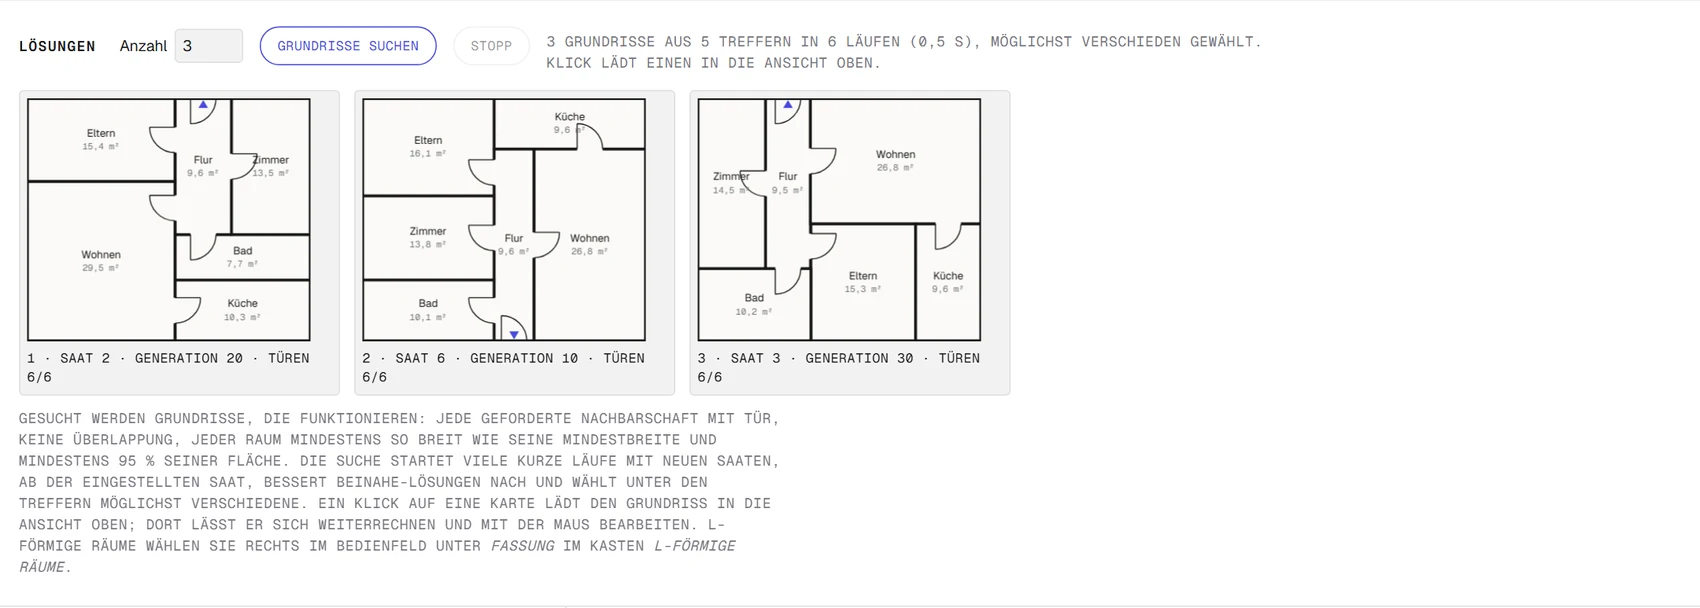 LÖSUNGEN Anzahl 3 GRUNDRISSE SUCHEN STOPP
3 GRUNDRISSE AUS 5 TREFFERN IN 6 LÄUFEN (0,5 S), MÖGLICHST VERSCHIEDEN GEWÄHLT.
KLICK LÄDT EINEN IN DIE ANSICHT OBEN.
Eltern
15,4 m²
Flur
9,6 m²
Zimmer
13,5 m²
Wohnen
29,5 m²
Bad
7,7 m²
Küche
10,3 m²
1 · SAAT 2 · GENERATION 20 · TÜREN
6/6
Küche
9,6 m²
Eltern
16,1 m²
Zimmer
13,8 m²
Flur
9,6 m²
Wohnen
26,8 m²
Bad
10,1 m²
2 · SAAT 6 · GENERATION 10 · TÜREN
6/6
Wohnen
26,8 m²
Zimmer
14,5 m²
Flur
9,5 m²
Eltern
15,3 m²
Küche
9,6 m²
Bad
10,2 m²
3 · SAAT 3 · GENERATION 30 · TÜREN
6/6
GESUCHT WERDEN GRUNDRISSE, DIE FUNKTIONIEREN: JEDE GEFORDERTE NACHBARSCHAFT MIT TÜR,
KEINE ÜBERLAPPUNG, JEDER RAUM MINDESTENS SO BREIT WIE SEINE MINDESTBREITE UND
MINDESTENS 95 % SEINER FLÄCHE. DIE SUCHE STARTET VIELE KURZE LÄUFE MIT NEUEN SAATEN,
AB DER EINGESTELLTEN SAAT, BESSERT BEINAHE-LÖSUNGEN NACH UND WÄHLT UNTER DEN
TREFFERN MÖGLICHST VERSCHIEDENE. EIN KLICK AUF EINE KARTE LÄDT DEN GRUNDRISS IN DIE
ANSICHT OBEN; DORT LÄSST ER SICH WEITERRECHNEN UND MIT DER MAUS BEARBEITEN. L-
FÖRMIGE RÄUME WÄHLEN SIE RECHTS IM BEDIENFELD UNTER FASSUNG IM KASTEN L-FÖRMIGE
RÄUME.